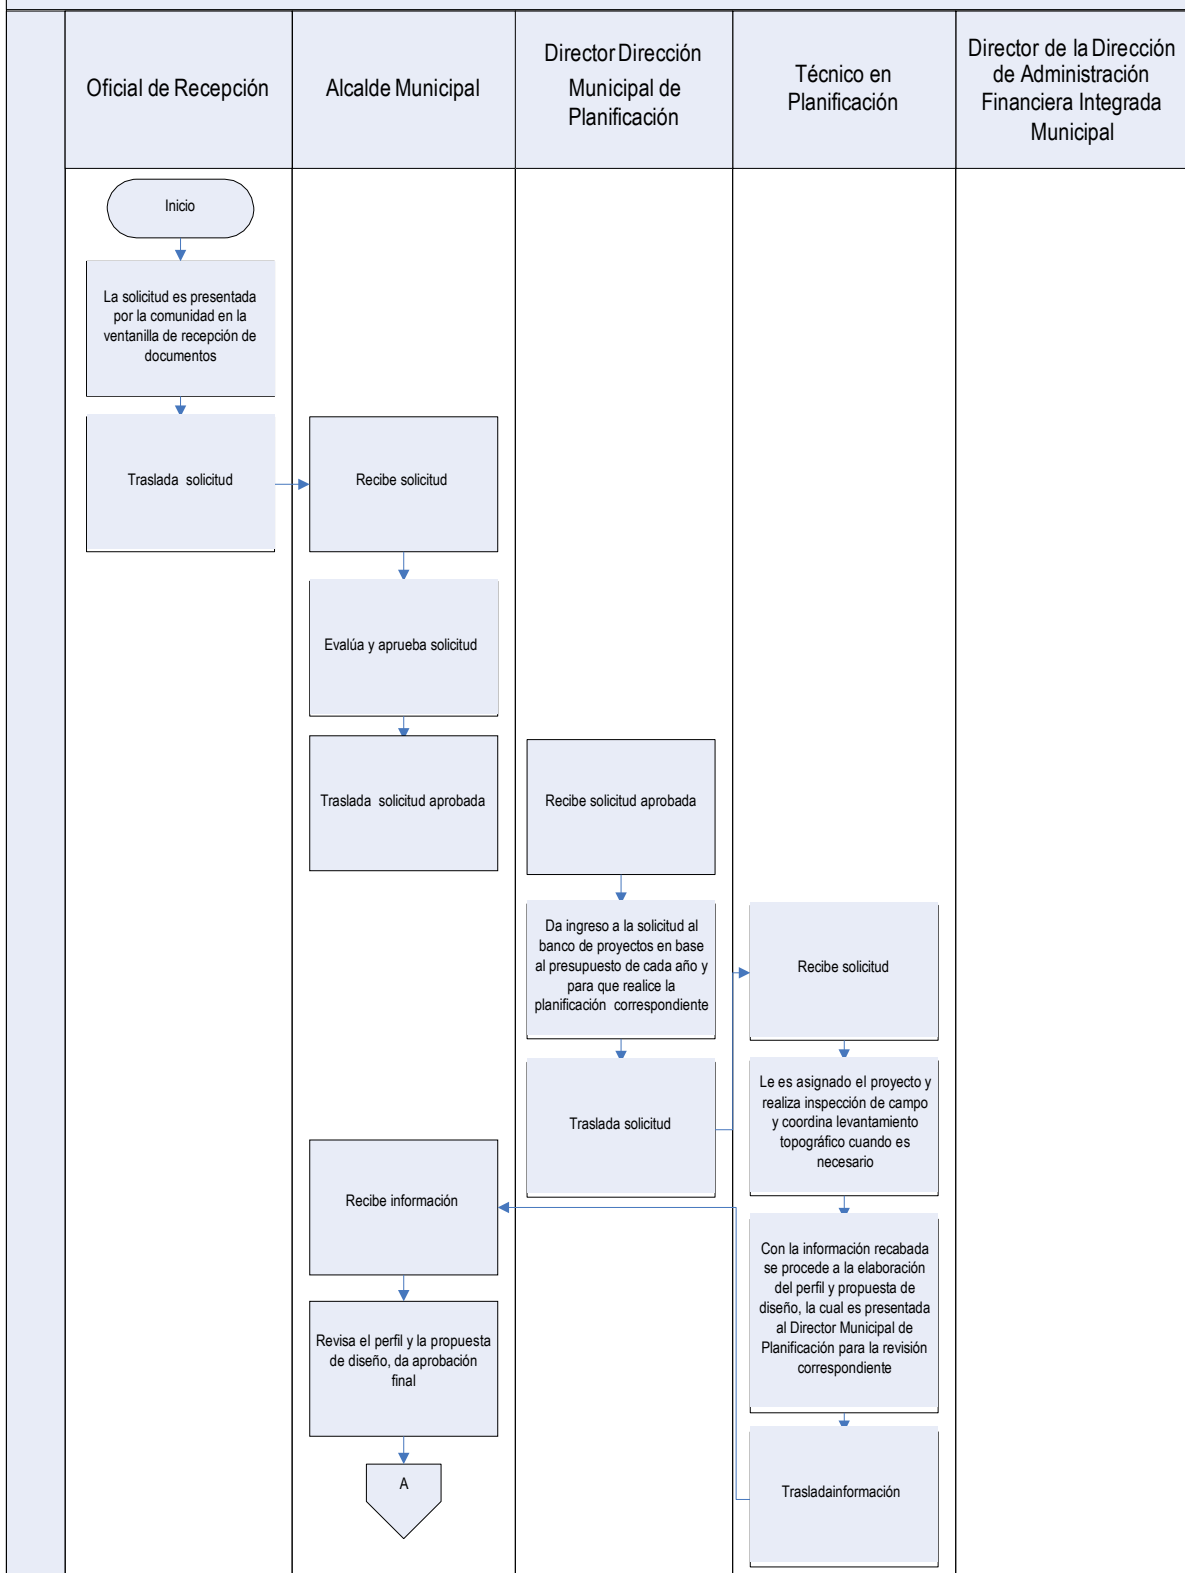 Oficial de Recepción
Alcalde Municipal
Director Dirección
Municipal de
Planificación
Técnico en
Planificación
Director de la Dirección
de Administración
Financiera Integrada
Municipal
Inicio
La solicitud es presentada
por la comunidad en la
ventanilla de recepción de
documentos
Traslada solicitud
Recibe solicitud
Evalúa y aprueba solicitud
Traslada solicitud aprobada
Recibe solicitud aprobada
Da ingreso a la solicitud al
banco de proyectos en base
al presupuesto de cada año y
para que realice la
planificación correspondiente
Traslada solicitud
Recibe solicitud
Le es asignado el proyecto y
realiza inspección de campo
y coordina levantamiento
topográfico cuando es
necesario
Con la información recabada
se procede a la elaboración
del perfil y propuesta de
diseño, la cual es presentada
al Director Municipal de
Planificación para la revisión
correspondiente
Trasladainformación
Recibe información
Revisa el perfil y la propuesta
de diseño, da aprobación
final
A